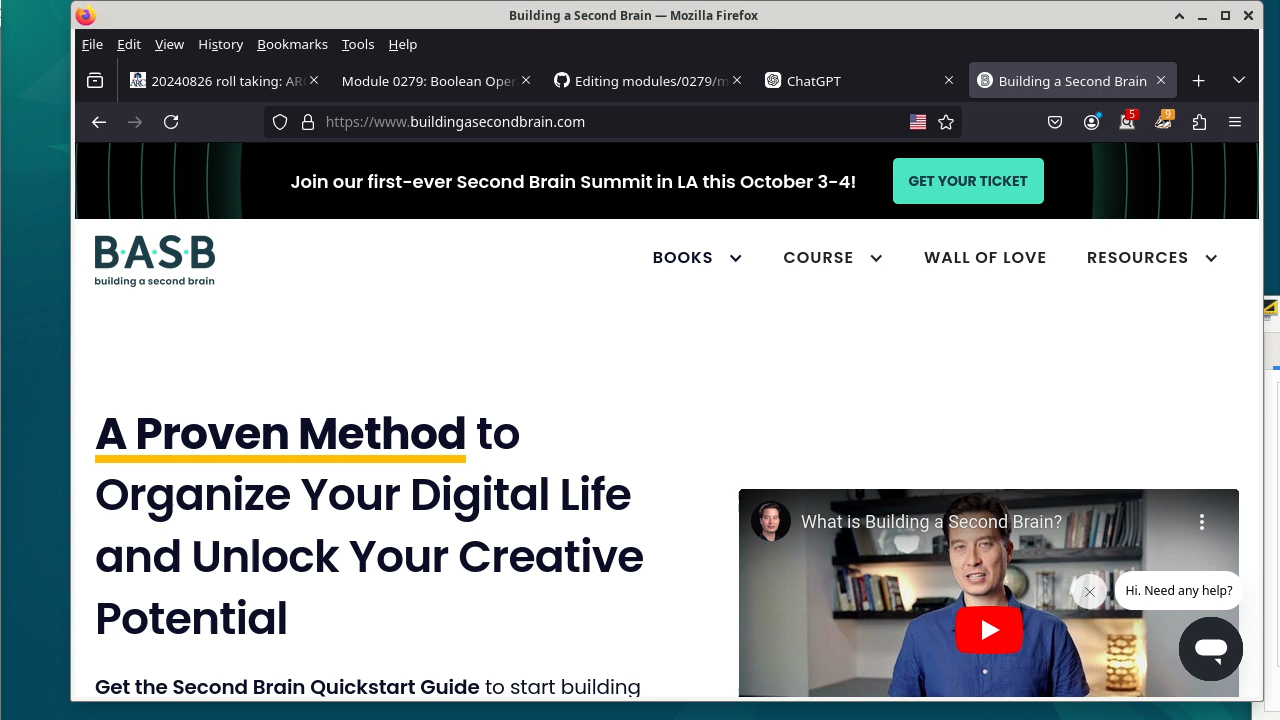 Building a Second Brain — Mozilla Firefox
File Edit View History Bookmarks Tools Help
20240826 roll taking: ARC
Module 0279: Boolean Oper
Editing modules/0279/m
ChatGPT
Building a Second Brain
https://www.buildingasecondbrain.com
5
9
Join our first-ever Second Brain Summit in LA this October 3-4!
GET YOUR TICKET
B·A·S·B
building a second brain
BOOKS
COURSE
WALL OF LOVE
RESOURCES
A Proven Method to
Organize Your Digital Life
and Unlock Your Creative
Potential
Get the Second Brain Quickstart Guide to start building
What is Building a Second Brain?
Hi. Need any help?